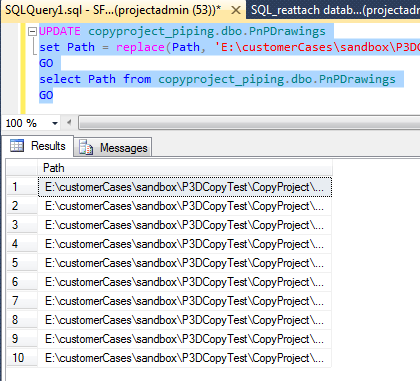 SQLQuery1.sql - SF...(projectadmin (53))* SQL_reattach datab...(projectadm
UPDATE copyproject_piping.dbo.PnPDrawings
set Path = replace(Path, 'E:\customerCases\sandbox\P3DC
GO
select Path from copyproject_piping.dbo.PnPDrawings
GO
100 %
Results Messages
Path
1 E:\customerCases\sandbox\P3DCopyTest\CopyProject\...
2 E:\customerCases\sandbox\P3DCopyTest\CopyProject\...
3 E:\customerCases\sandbox\P3DCopyTest\CopyProject\...
4 E:\customerCases\sandbox\P3DCopyTest\CopyProject\...
5 E:\customerCases\sandbox\P3DCopyTest\CopyProject\...
6 E:\customerCases\sandbox\P3DCopyTest\CopyProject\...
7 E:\customerCases\sandbox\P3DCopyTest\CopyProject\...
8 E:\customerCases\sandbox\P3DCopyTest\CopyProject\...
9 E:\customerCases\sandbox\P3DCopyTest\CopyProject\...
10 E:\customerCases\sandbox\P3DCopyTest\CopyProject\...